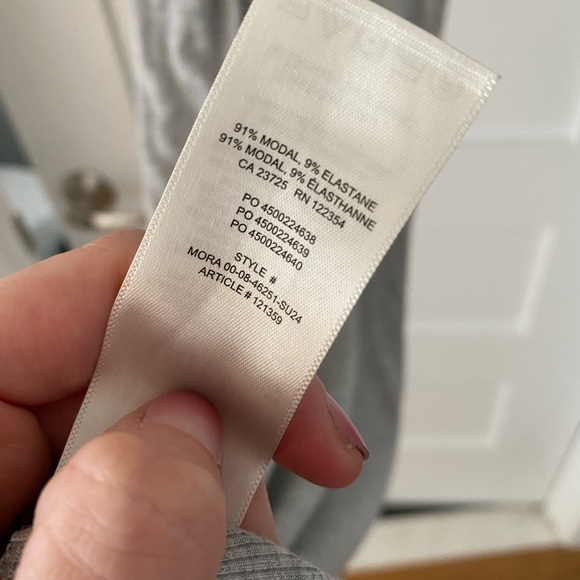 91% MODAL, 9% ELASTANE
91% MODAL, 9% ÉLASTHANNE
CA 23725 RN 122354
PO 4500224638
PO 4500224639
PO 4500224640
STYLE #
MORA 00-08-46251-SU24
ARTICLE # 121359